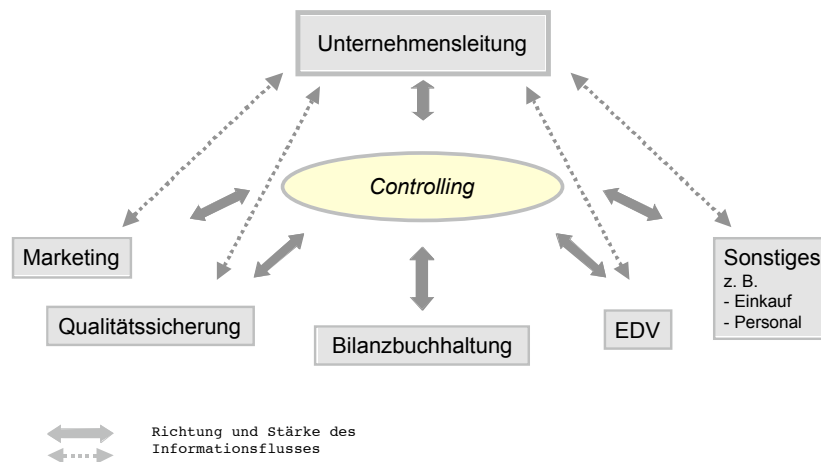 Unternehmensleitung
Controlling
Marketing
Qualitätssicherung
Bilanzbuchhaltung
EDV
Sonstiges
z. B.
- Einkauf
- Personal
Richtung und Stärke des
Informationsflusses